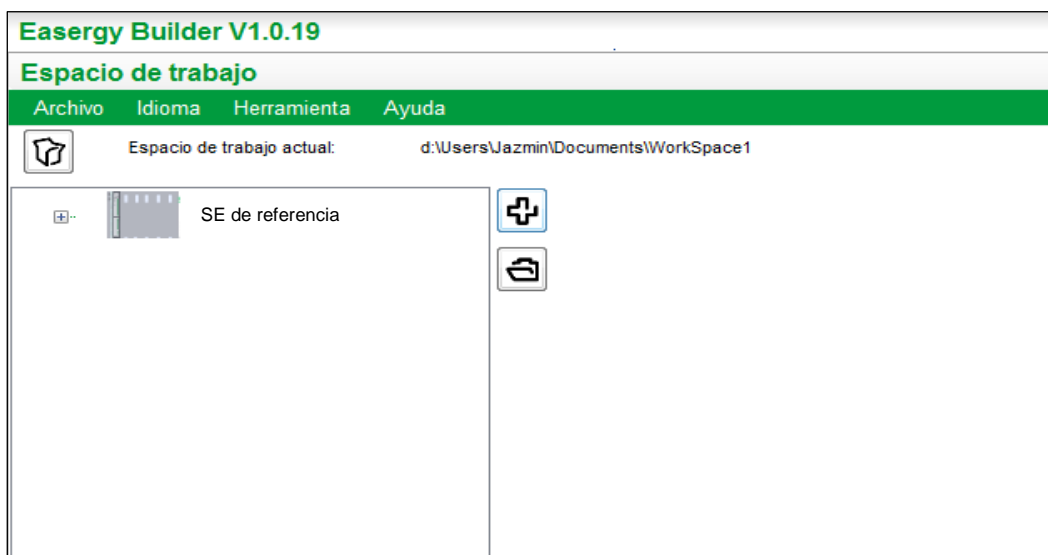 Easergy Builder V1.0.19
Espacio de trabajo
Archivo Idioma Herramienta Ayuda
Espacio de trabajo actual: d:\Users\Jazmin\Documents\WorkSpace1
SE de referencia